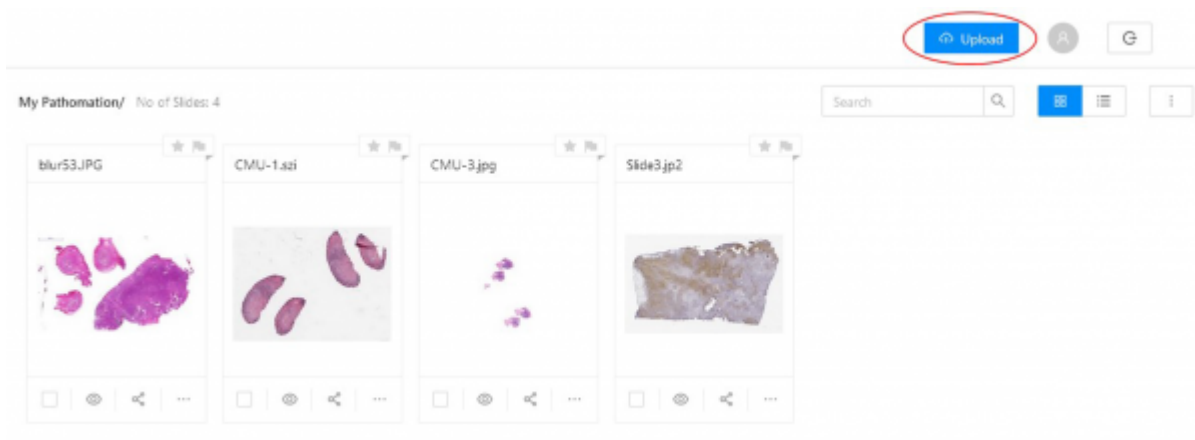 Upload
My Pathomation/ No of Slides: 4
Search
blur53.JPG
CMU-1.szi
CMU-3.jpg
Slide3.jp2